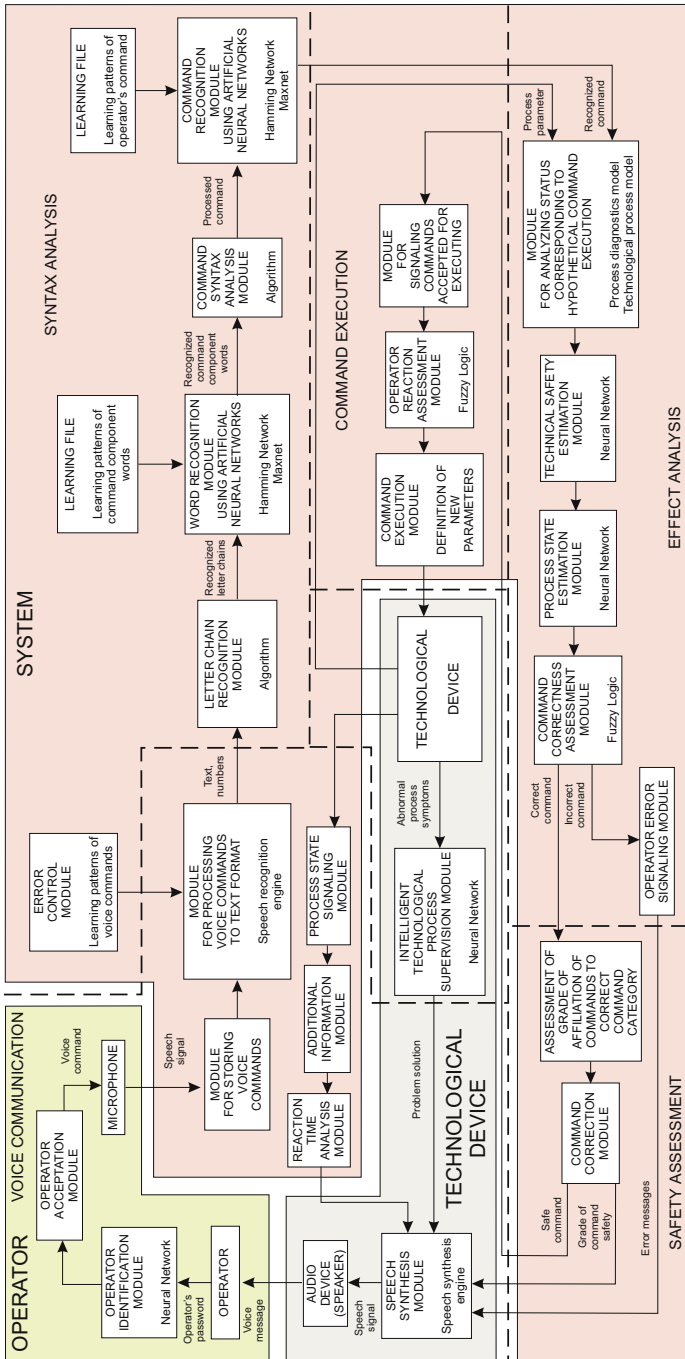 OPERATOR
VOICE COMMUNICATION
OPERATOR
ACCEPTATION
MODULE
Voice
command
MICROPHONE
Speech
signal
OPERATOR
IDENTIFICATION
MODULE
Neural Network
Operator's
password
OPERATOR
Voice
message
AUDIO
DEVICE
(SPEAKER)
Speech
signal
SPEECH
SYNTHESIS
MODULE
Speech synthesis
engine
SYSTEM
ERROR
CONTROL
MODULE
Learning patterns of
voice commands
MODULE
FOR STORING
VOICE
COMMANDS
MODULE
FOR PROCESSING
VOICE COMMANDS
TO TEXT FORMAT
Speech recognition
engine
Text,
numbers
LETTER CHAIN
RECOGNITION
MODULE
Algorithm
Recognized
letter chains
SYNTAX ANALYSIS
LEARNING FILE
Learning patterns of
command component
words
WORD RECOGNITION
MODULE
USING ARTIFICIAL
NEURAL NETWORKS
Hamming Network
Maxnet
Recognized
command
component
words
COMMAND
SYNTAX
ANALYSIS
MODULE
Algorithm
Processed
command
LEARNING FILE
Learning patterns of
operator's command
COMMAND
RECOGNITION
MODULE
USING ARTIFICIAL
NEURAL NETWORKS
Hamming Network
Maxnet
REACTION
TIME
ANALYSIS
MODULE
ADDITIONAL
INFORMATION
MODULE
PROCESS STATE
SIGNALING
MODULE
COMMAND EXECUTION
MODULE
FOR
SIGNALING
COMMANDS
ACCEPTED FOR
EXECUTING
OPERATOR
REACTION
ASSESSMENT
MODULE
Fuzzy Logic
COMMAND
EXECUTION
MODULE
DEFINITION OF
NEW
PARAMETERS
TECHNOLOGICAL
DEVICE
TECHNOLOGICAL
DEVICE
Abnormal
process
symptoms
INTELLIGENT
TECHNOLOGICAL
PROCESS
SUPERVISION MODULE
Neural Network
Problem solution
EFFECT ANALYSIS
Process
parameter
Recognized
command
MODULE
FOR ANALYZING STATUS
CORRESPONDING TO
HYPOTHETICAL COMMAND
EXECUTION
Process diagnostics model
Technological process model
TECHNICAL SAFETY
ESTIMATION
MODULE
Neural Network
PROCESS STATE
ESTIMATION
MODULE
Neural Network
COMMAND
CORRECTNESS
ASSESSMENT
MODULE
Fuzzy Logic
Correct
command
Incorrect
command
OPERATOR ERROR
SIGNALING MODULE
SAFETY ASSESSMENT
ASSESSMENT OF
GRADE OF
AFFILIATION OF
COMMANDS TO
CORRECT
COMMAND
CATEGORY
COMMAND
CORRECTION
MODULE
Safe
command
Grade of
command
safety
Error messages